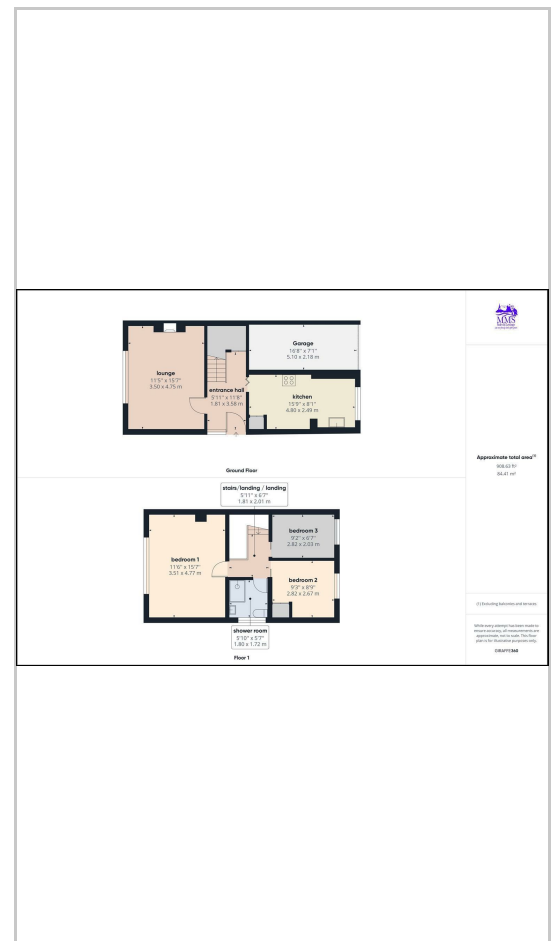 lounge
11'5" x 15'7"
3.50 x 4.75 m
entrance hall
5'11" x 11'8"
1.81 x 3.58 m
Garage
16'8" x 7'1"
5.10 x 2.18 m
kitchen
15'9" x 8'1"
4.80 x 2.49 m
Ground Floor
stairs/landing / landing
5'11" x 6'7"
1.81 x 2.01 m
bedroom 1
11'6" x 15'7"
3.51 x 4.77 m
bedroom 3
9'2" x 6'7"
2.82 x 2.03 m
bedroom 2
9'3" x 8'9"
2.82 x 2.67 m
shower room
5'10" x 5'7"
1.80 x 1.72 m
Floor 1
MMS
Approximate total area(1)
908.63 ft²
84.41 m²
(1) Excluding balconies and terraces
While every attempt has been made to
ensure accuracy, all measurements are
approximate, not to scale. This floor
plan is for illustrative purposes only.
GIRAFFE360